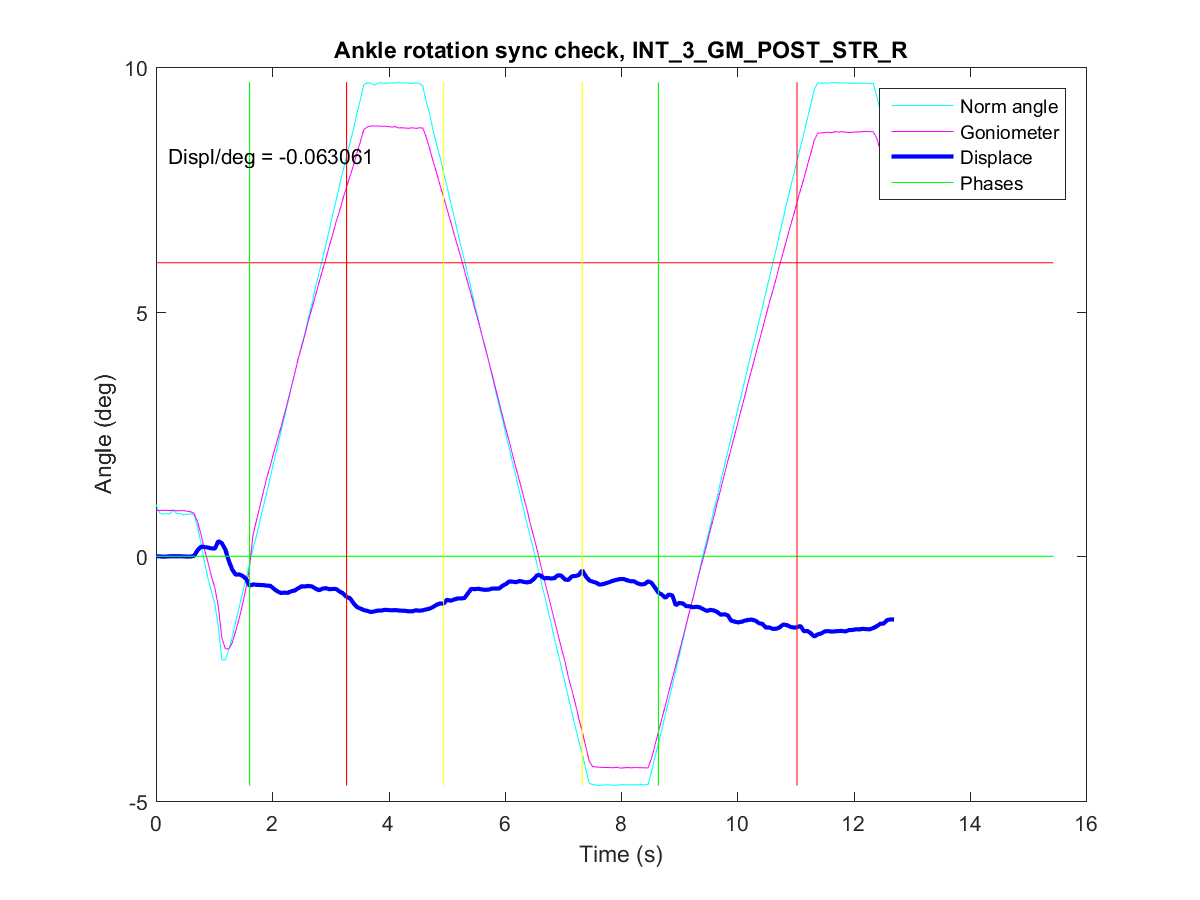 Ankle rotation sync check, INT_3_GM_POST_STR_R
10
5
0
-5
Angle (deg)
Displ/deg = -0.063061
Norm angle
Goniometer
Displace
Phases
0 2 4 6 8 10 12 14 16
Time (s)